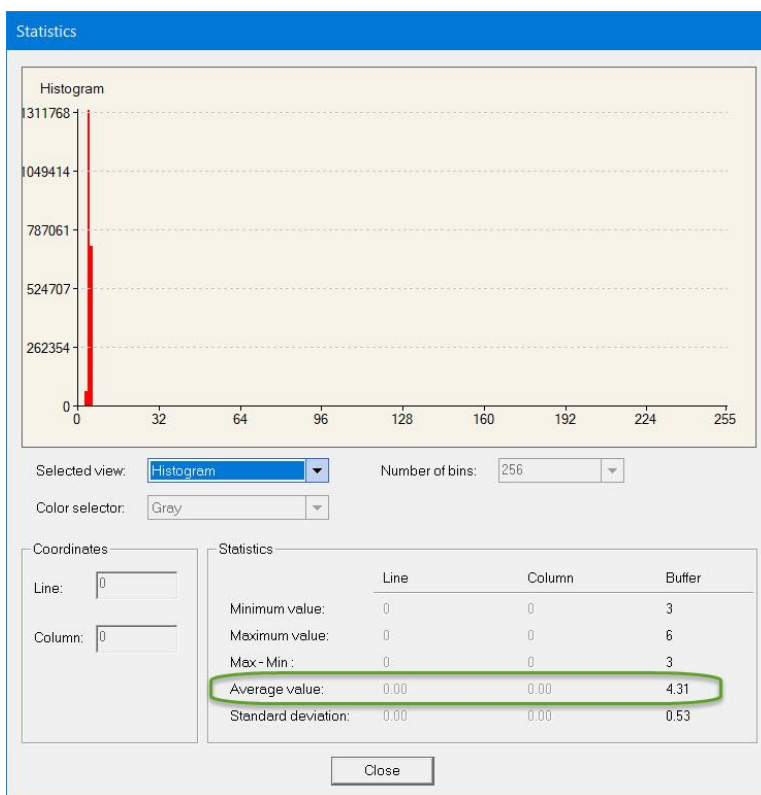 Statistics
Histogram
1311768
1049414
787061
524707
262354
0
0 32 64 96 128 160 192 224 255
Selected view: Histogram Number of bins: 256
Color selector: Gray
Coordinates
Line: 0
Column: 0
Statistics
Line Column Buffer
Minimum value: 0 0 3
Maximum value: 0 0 6
Max - Min : 0 0 3
Average value: 0.00 0.00 4.31
Standard deviation: 0.00 0.00 0.53
Close